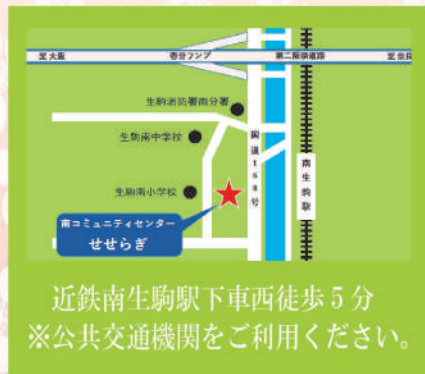 至大阪
壱分ランプ
第二阪奈道路
至奈良
生駒消防署南分署
生駒南中学校
国道168号
南生駒駅
生駒南小学校
南コミュニティセンター
せせらぎ
近鉄南生駒駅下車西徒歩5分
※公共交通機関をご利用ください。